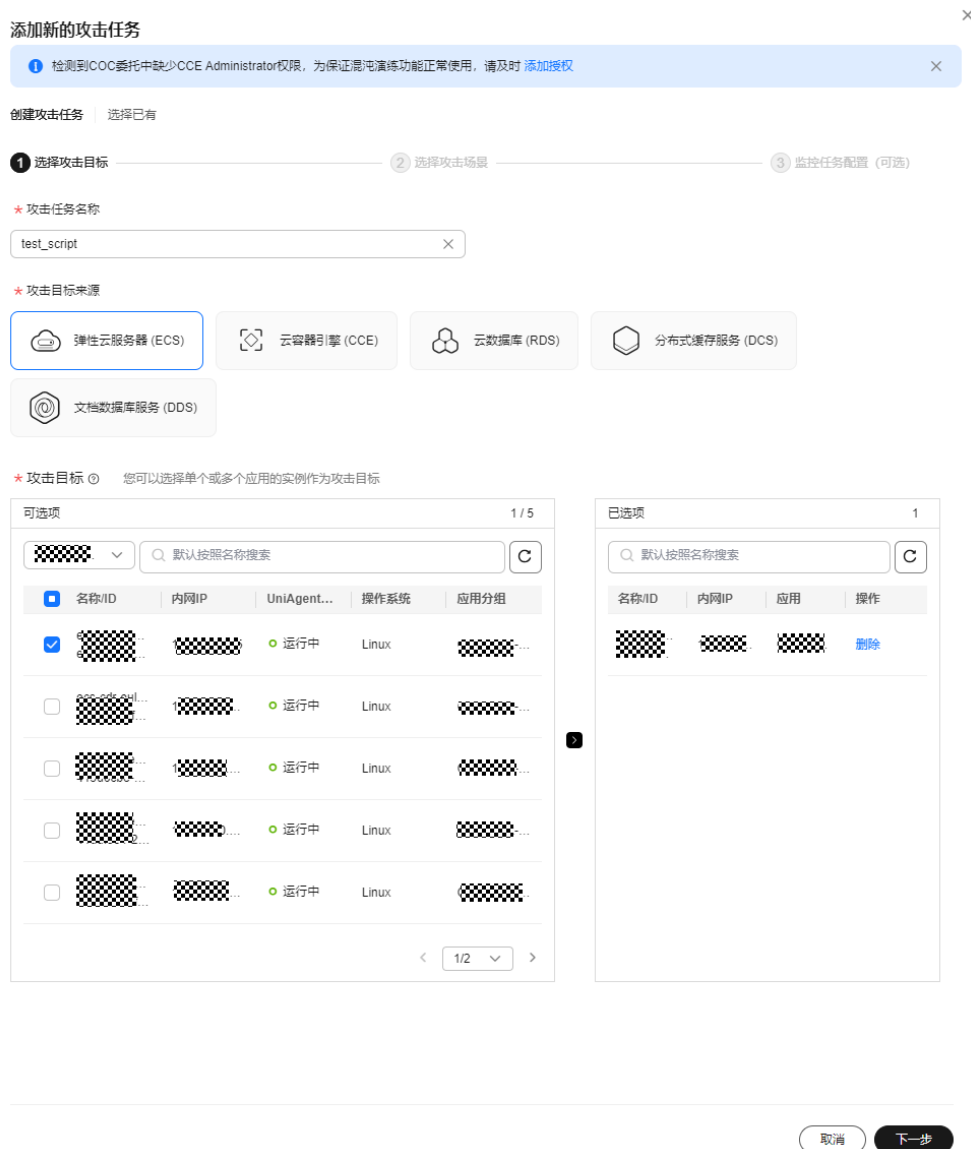 添加新的攻击任务
检测到COC委托中缺少CCE Administrator权限，为保证混沌演练功能正常使用，请及时 添加授权
创建攻击任务 选择已有
1 选择攻击目标 2 选择攻击场景 3 监控任务配置（可选）
* 攻击任务名称
test_script
* 攻击目标来源
弹性云服务器 (ECS) 云容器引擎 (CCE) 云数据库 (RDS) 分布式缓存服务 (DCS)
文档数据库服务 (DDS)
* 攻击目标 您可以选择单个或多个应用的实例作为攻击目标
可选项 1 / 5 已选项 1
默认按照名称搜索 默认按照名称搜索
名称/ID 内网IP UniAgent... 操作系统 应用分组 名称/ID 内网IP 应用 操作
运行中 Linux 删除
运行中 Linux
运行中 Linux
运行中 Linux
运行中 Linux
1/2
取消 下一步